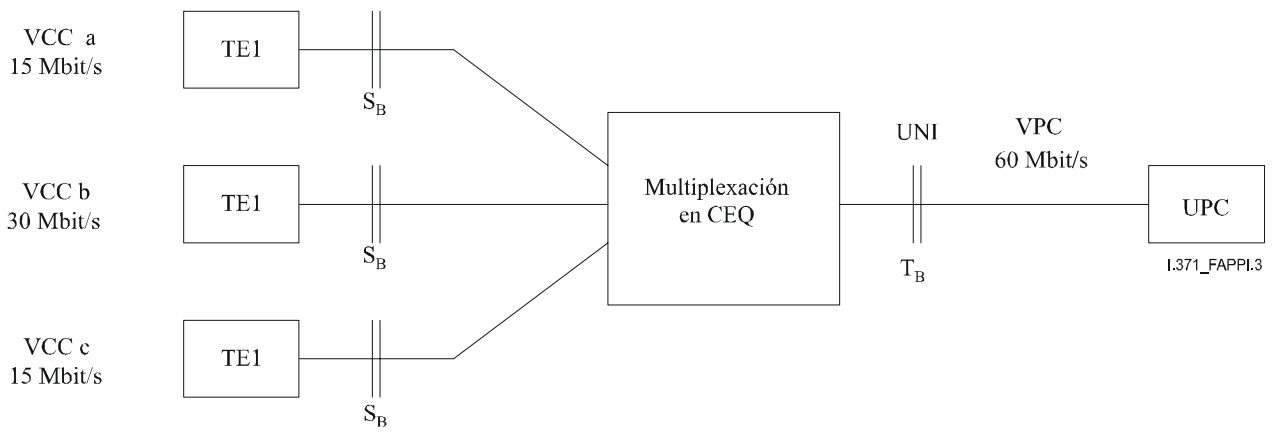 VCC a
15 Mbit/s
TE1
S_B
VCC b
30 Mbit/s
TE1
S_B
VCC c
15 Mbit/s
TE1
S_B
Multiplexación
en CEQ
UNI
T_B
VPC
60 Mbit/s
UPC
I.371_FAPPI.3